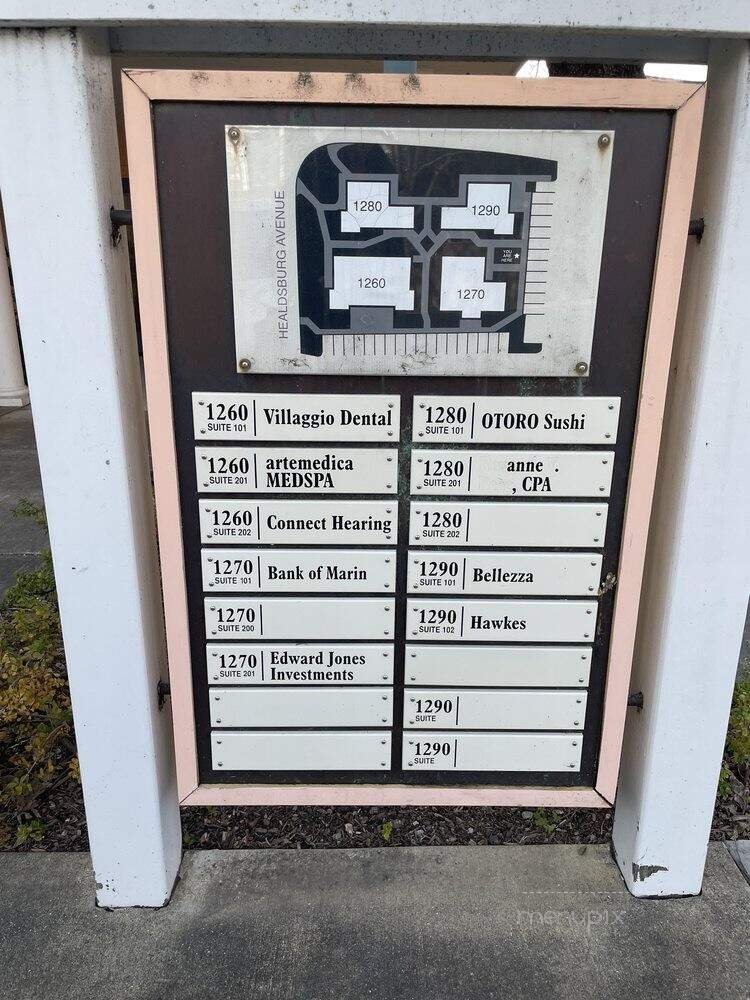 HEALDSBURG AVENUE
1280
1290
YOU
ARE
HERE
1260
1270
1260 Villaggio Dental
SUITE 101
1260 artemedica
SUITE 201 MEDSPA
1260 Connect Hearing
SUITE 202
1270 Bank of Marin
SUITE 101
1270
SUITE 200
1270 Edward Jones
SUITE 201 Investments
1280 OTORO Sushi
SUITE 101
1280 anne .
SUITE 201 , CPA
1280
SUITE 202
1290 Bellezza
SUITE 101
1290 Hawkes
SUITE 102
1290
SUITE
1290
SUITE
menupix